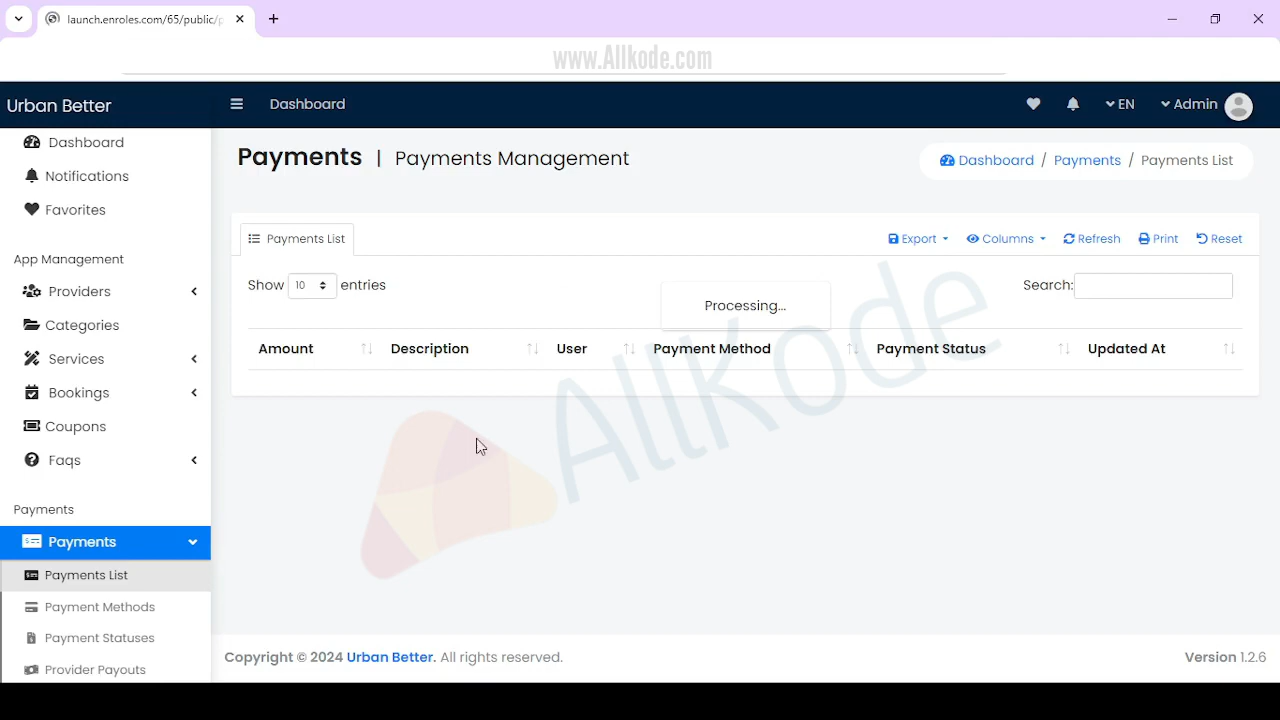 launch.enroles.com/65/public/p
www.Allkode.com
Urban Better
Dashboard
EN
Admin
Dashboard
Notifications
Favorites
App Management
Providers
Categories
Services
Bookings
Coupons
Faqs
Payments
Payments
Payments List
Payment Methods
Payment Statuses
Provider Payouts
Payments | Payments Management
Dashboard / Payments / Payments List
Payments List
Export
Columns
Refresh
Print
Reset
Show 10 entries
Search:
Processing...
Amount Description User Payment Method Payment Status Updated At
AllKode
Copyright © 2024 Urban Better. All rights reserved.
Version 1.2.6